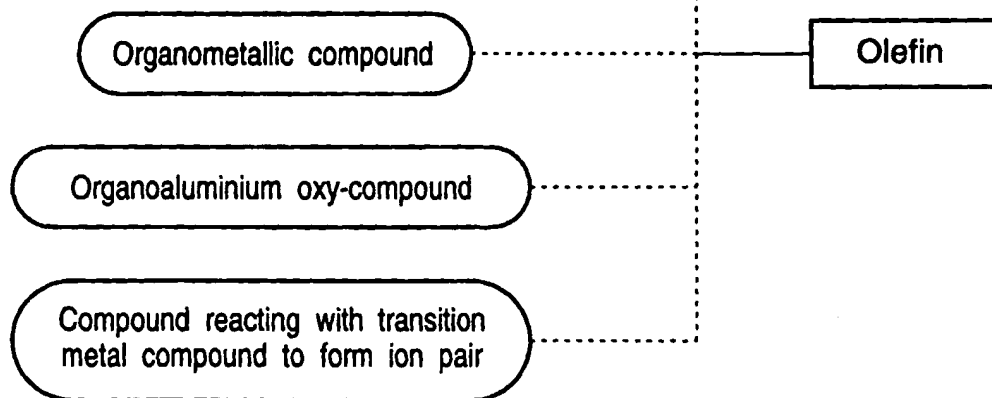 Organometallic compound
Olefin
Organoaluminium oxy-compound
Compound reacting with transition
metal compound to form ion pair